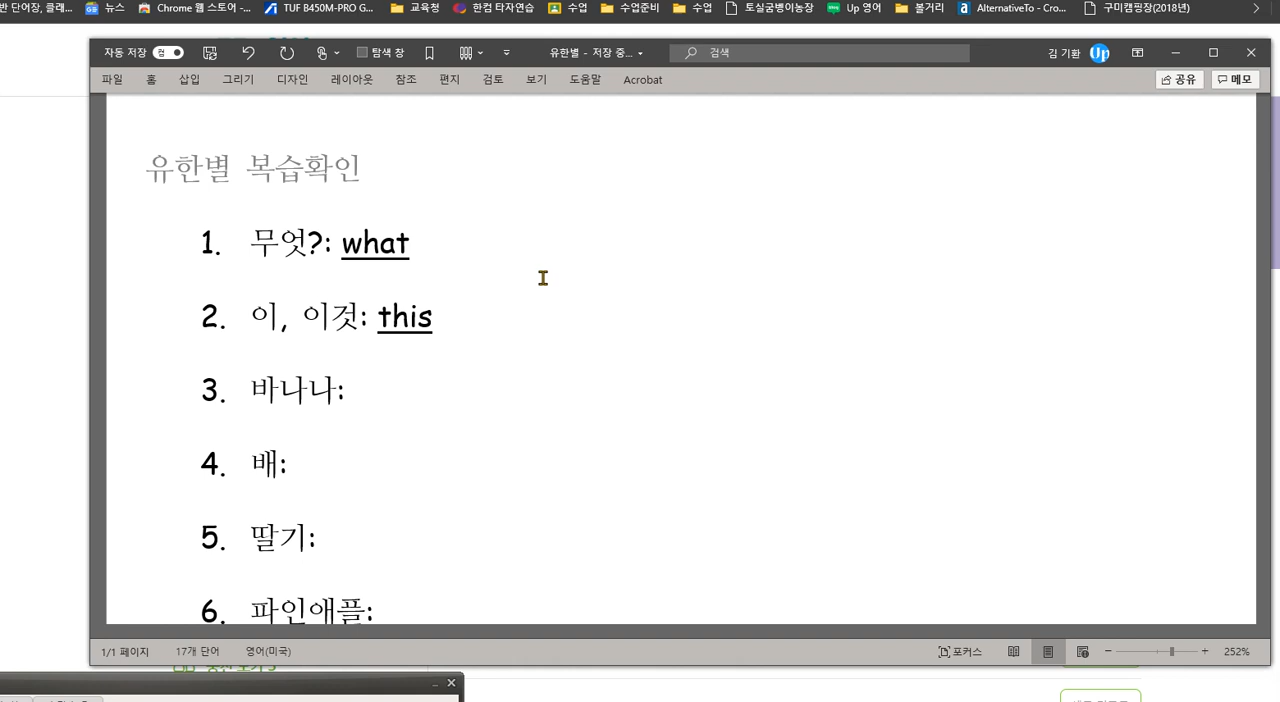 반 단어장, 클래... 뉴스 Chrome 웹 스토어 -... TUF B450M-PRO G... 교육청 한컴 타자연습 수업 수업준비 수업 토실굼벵이농장 Up 영어 볼거리 AlternativeTo - Cro... 구미캠핑장(2018년)
자동 저장 컴 탐색 창 유한별 - 저장 중... 검색 김 기환 Up
파일 홈 삽입 그리기 디자인 레이아웃 참조 편지 검토 보기 도움말 Acrobat 공유 메모
유한별 복습확인
1. 무엇?: what
2. 이, 이것: this
3. 바나나:
4. 배:
5. 딸기:
6. 파인애플:
1/1 페이지 17개 단어 영어(미국) 포커스 252%